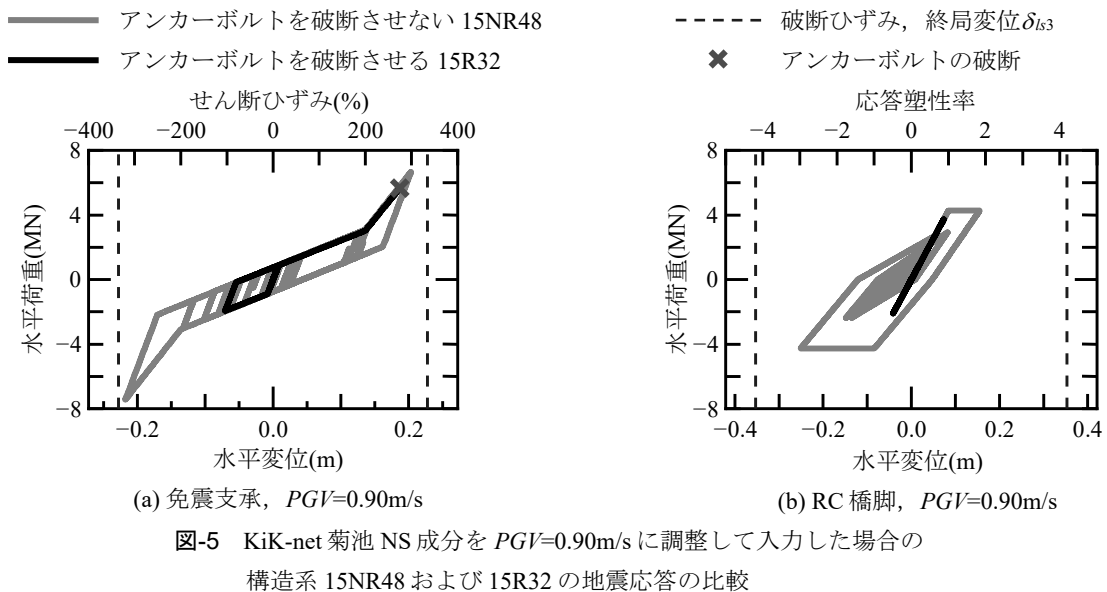 アンカーボルトを破断させない 15NR48
破断ひずみ，終局変位δls3
アンカーボルトを破断させる 15R32
アンカーボルトの破断
せん断ひずみ(%)
−400 −200 0 200 400
8
4
0
−4
−8
水平荷重(MN)
−0.2 0.0 0.2
水平変位(m)
(a) 免震支承，PGV=0.90m/s
応答塑性率
−4 −2 0 2 4
8
4
0
−4
−8
水平荷重(MN)
−0.4 −0.2 0.0 0.2 0.4
水平変位(m)
(b) RC 橋脚，PGV=0.90m/s
図-5 KiK-net 菊池 NS 成分を PGV=0.90m/s に調整して入力した場合の
構造系 15NR48 および 15R32 の地震応答の比較